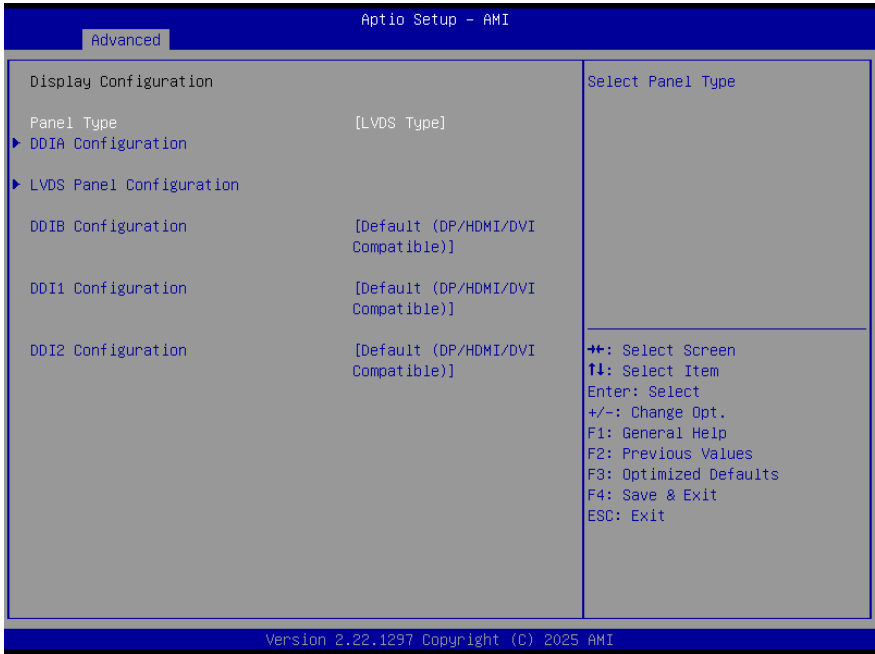 Aptio Setup – AMI
Advanced
Display Configuration
Panel Type [LVDS Type]
DDIA Configuration
LVDS Panel Configuration
DDIB Configuration [Default (DP/HDMI/DVI
Compatible)]
DDI1 Configuration [Default (DP/HDMI/DVI
Compatible)]
DDI2 Configuration [Default (DP/HDMI/DVI
Compatible)]
Select Panel Type
→←: Select Screen
↑↓: Select Item
Enter: Select
+/-: Change Opt.
F1: General Help
F2: Previous Values
F3: Optimized Defaults
F4: Save & Exit
ESC: Exit
Version 2.22.1297 Copyright (C) 2025 AMI